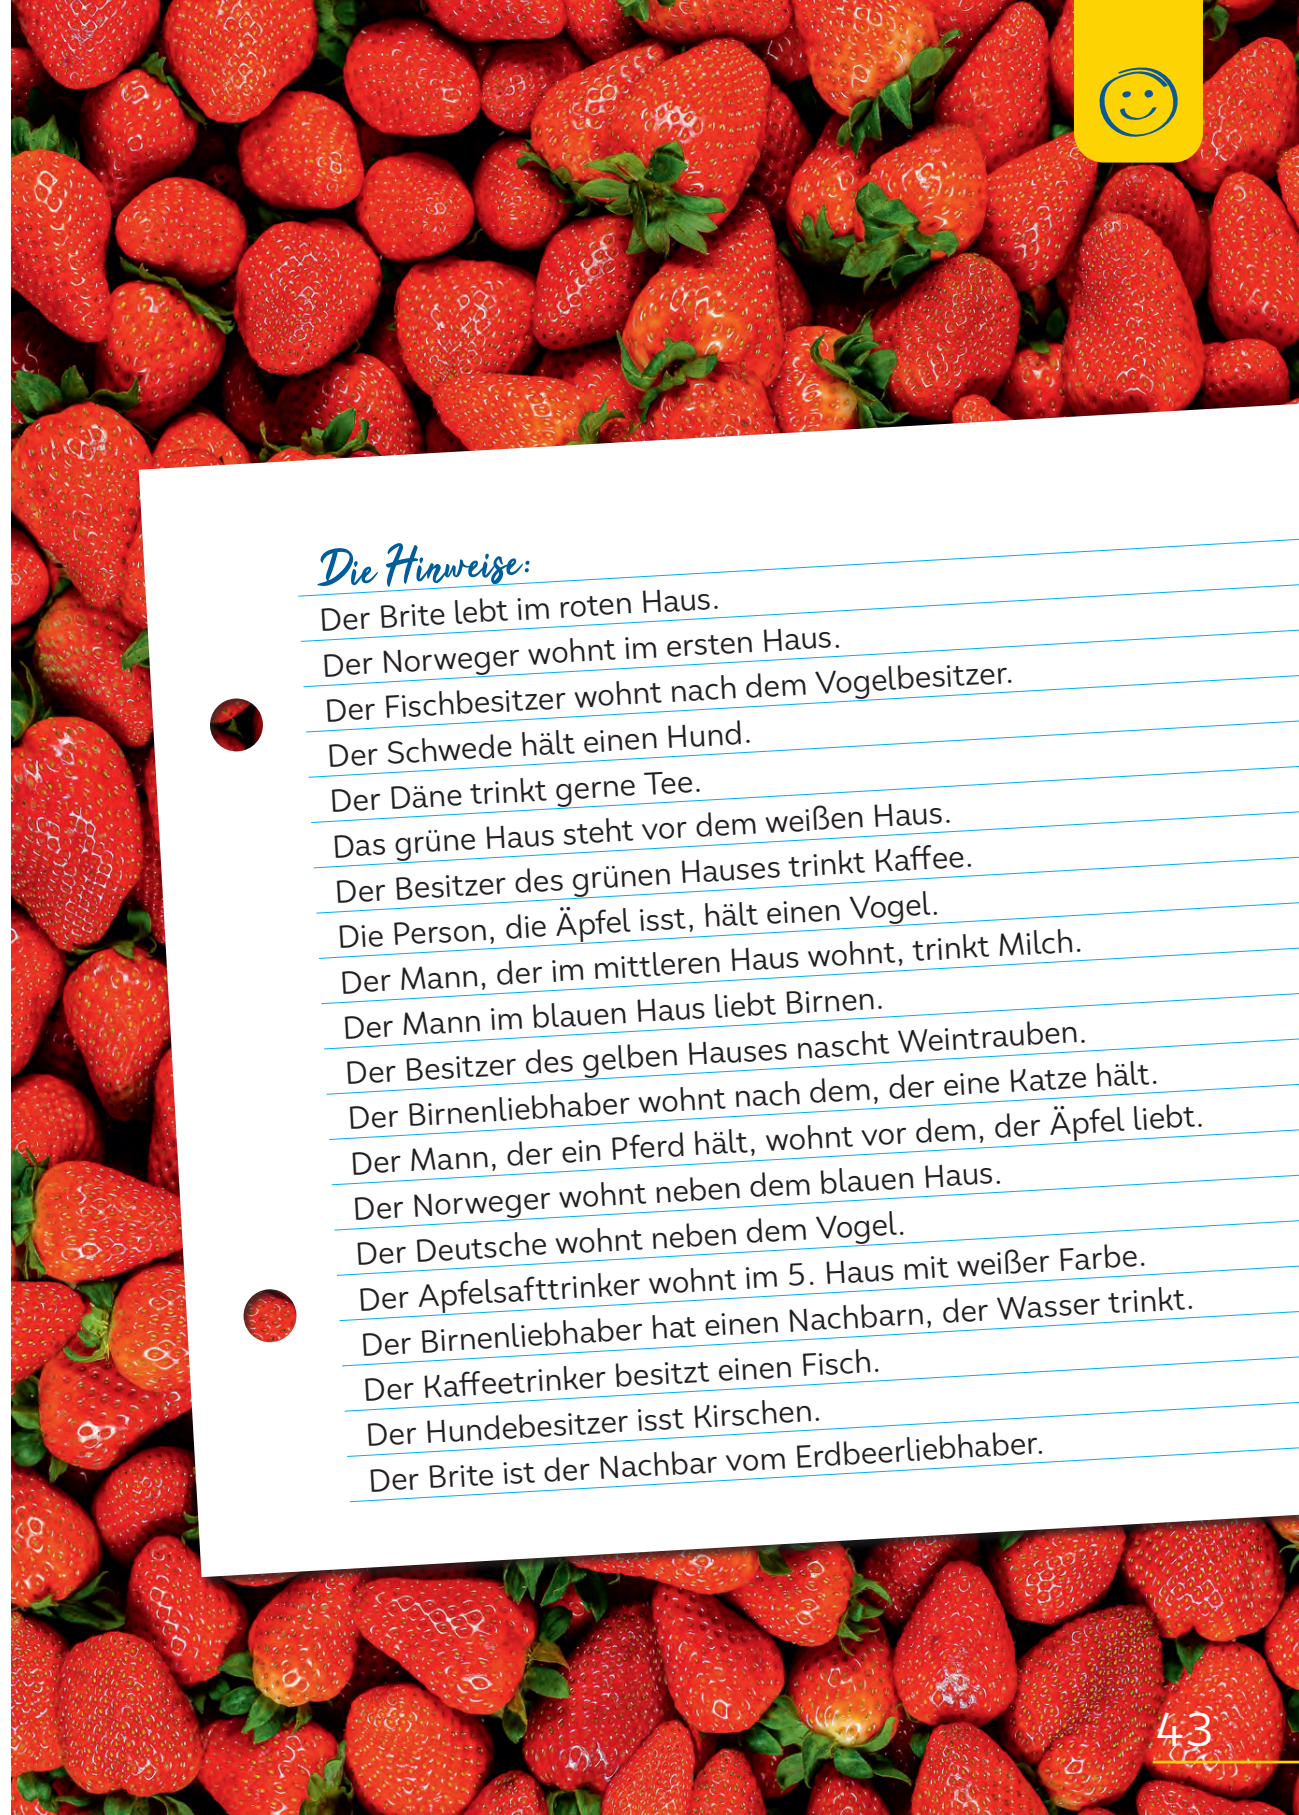 Die Hinweise:
Der Brite lebt im roten Haus.
Der Norweger wohnt im ersten Haus.
Der Fischbesitzer wohnt nach dem Vogelbesitzer.
Der Schwede hält einen Hund.
Der Däne trinkt gerne Tee.
Das grüne Haus steht vor dem weißen Haus.
Der Besitzer des grünen Hauses trinkt Kaffee.
Die Person, die Äpfel isst, hält einen Vogel.
Der Mann, der im mittleren Haus wohnt, trinkt Milch.
Der Mann im blauen Haus liebt Birnen.
Der Besitzer des gelben Hauses nascht Weintrauben.
Der Birnenliebhaber wohnt nach dem, der eine Katze hält.
Der Mann, der ein Pferd hält, wohnt vor dem, der Äpfel liebt.
Der Norweger wohnt neben dem blauen Haus.
Der Deutsche wohnt neben dem Vogel.
Der Apfelsafttrinker wohnt im 5. Haus mit weißer Farbe.
Der Birnenliebhaber hat einen Nachbarn, der Wasser trinkt.
Der Kaffeetrinker besitzt einen Fisch.
Der Hundebesitzer isst Kirschen.
Der Brite ist der Nachbar vom Erdbeerliebhaber.
43